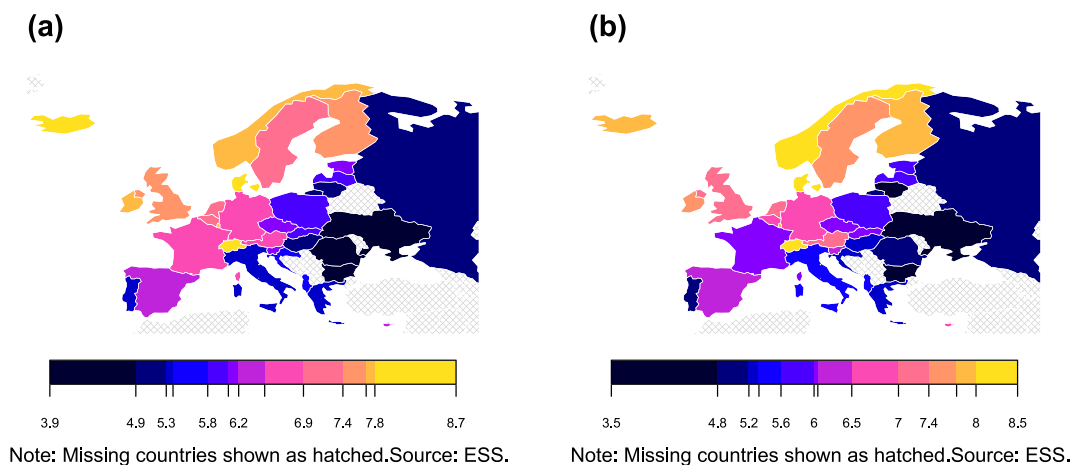 (a)
(b)
3.9 4.9 5.3 5.8 6.2 6.9 7.4 7.8 8.7
3.5 4.8 5.2 5.6 6 6.5 7 7.4 8 8.5
Note: Missing countries shown as hatched.Source: ESS.
Note: Missing countries shown as hatched.Source: ESS.